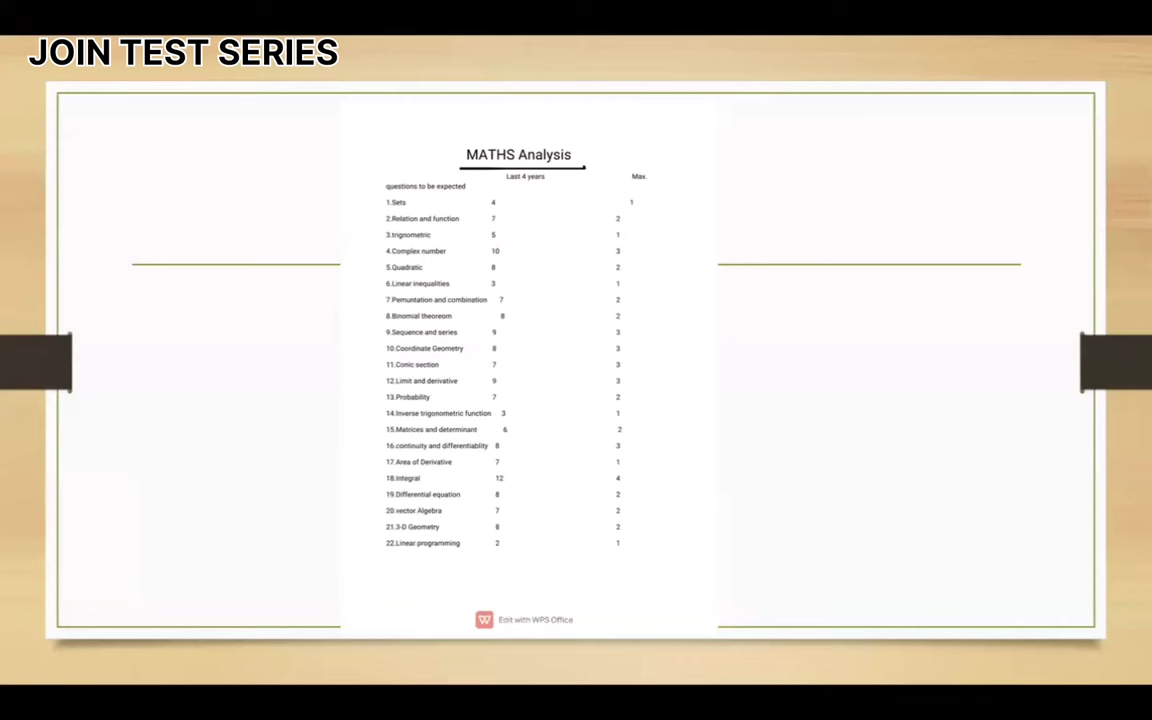 JOIN TEST SERIES
MATHS Analysis
Last 4 years Max.
questions to be expected
1.Sets 4 1
2.Relation and function 7 2
3.trignometric 5 1
4.Complex number 10 3
5.Quadratic 8 2
6.Linear inequalities 3 1
7.Pemuntation and combination 7 2
8.Binomial theoreom 8 2
9.Sequence and series 9 3
10.Coordinate Geometry 8 3
11.Conic section 7 3
12.Limit and derivative 9 3
13.Probability 7 2
14.Inverse trigonometric function 3 1
15.Matrices and determinant 6 2
16.continuity and differentiablity 8 3
17.Area of Derivative 7 1
18.Integral 12 4
19.Differential equation 8 2
20.vector Algebra 7 2
21.3-D Geometry 8 2
22.Linear programming 2 1
W Edit with WPS Office